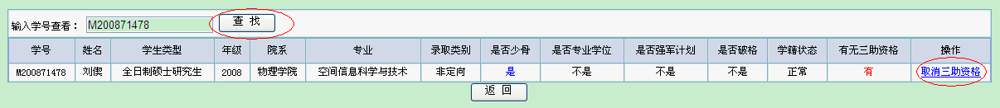 输入学号查看： M200871478 查 找
学号 姓名 学生类型 年级 院系 专业 录取类别 是否少骨 是否专业学位 是否强军计划 是否破格 学籍状态 有无三助资格 操作
M200871478 刘偰 全日制硕士研究生 2008 物理学院 空间信息科学与技术 非定向 是 不是 不是 不是 正常 有 取消三助资格
返 回